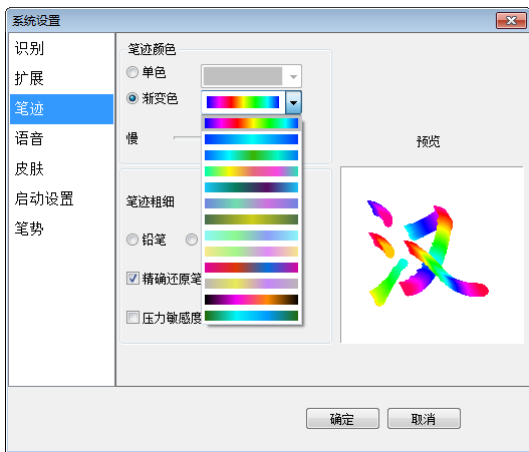 系统设置
识别
扩展
笔迹
语音
皮肤
启动设置
笔势
笔迹颜色
单色
渐变色
慢
笔迹粗细
铅笔
精确还原笔
压力敏感度
预览
汉
确定
取消